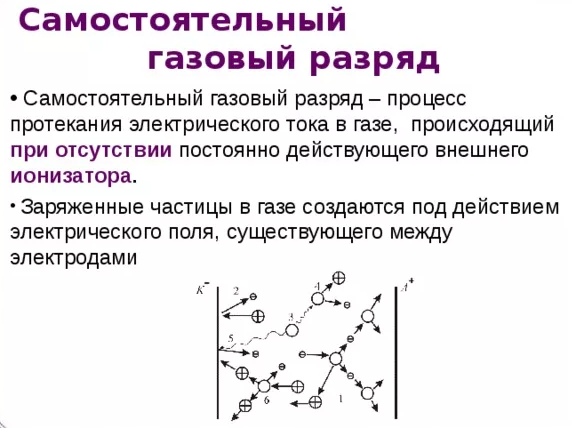 Самостоятельный
газовый разряд
• Самостоятельный газовый разряд – процесс
протекания электрического тока в газе, происходящий
при отсутствии постоянно действующего внешнего
ионизатора.
• Заряженные частицы в газе создаются под действием
электрического поля, существующего между
электродами
K⁻ 2 3 4 A⁺
5
6 1